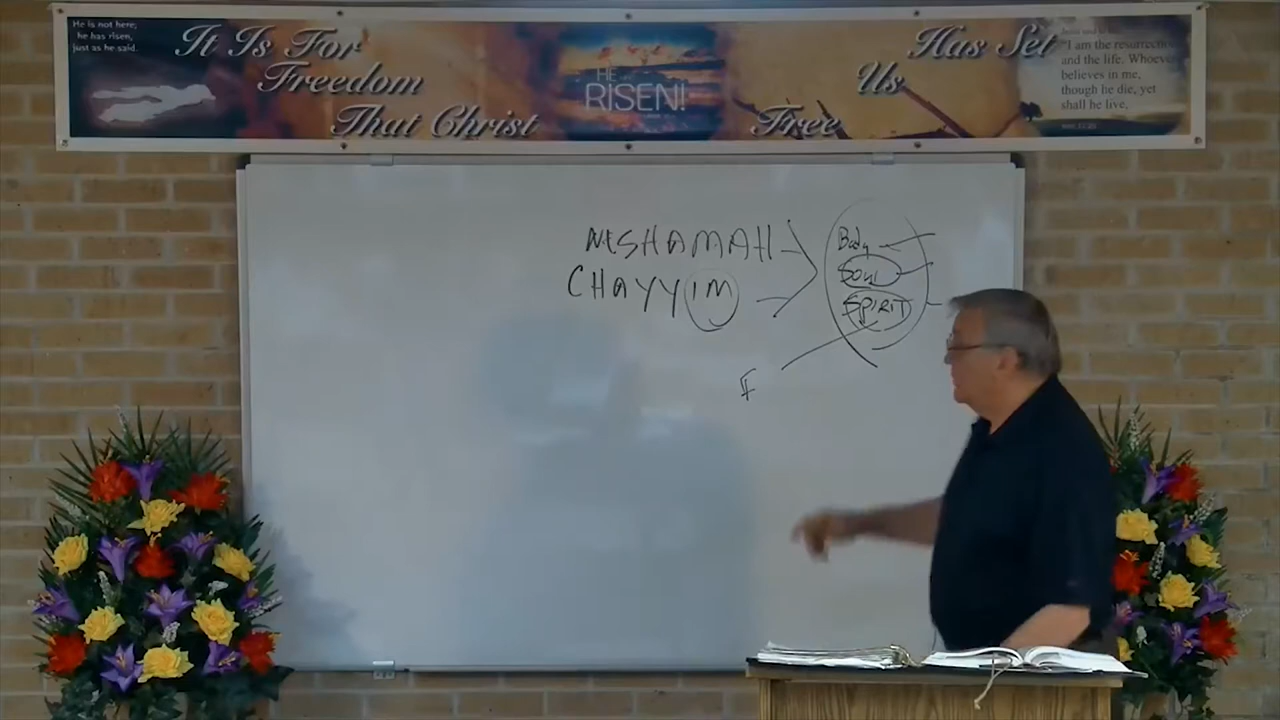 He is not here;
he has risen,
just as he said.
It Is For
Freedom
That Christ
HE
IS
RISEN!
Has Set
Us
Free
"I am the resurrection
and the life. Whoever
believes in me,
though he die, yet
shall he live,
NESHAMAH
CHAYYIM
Body
Soul
SPIRIT